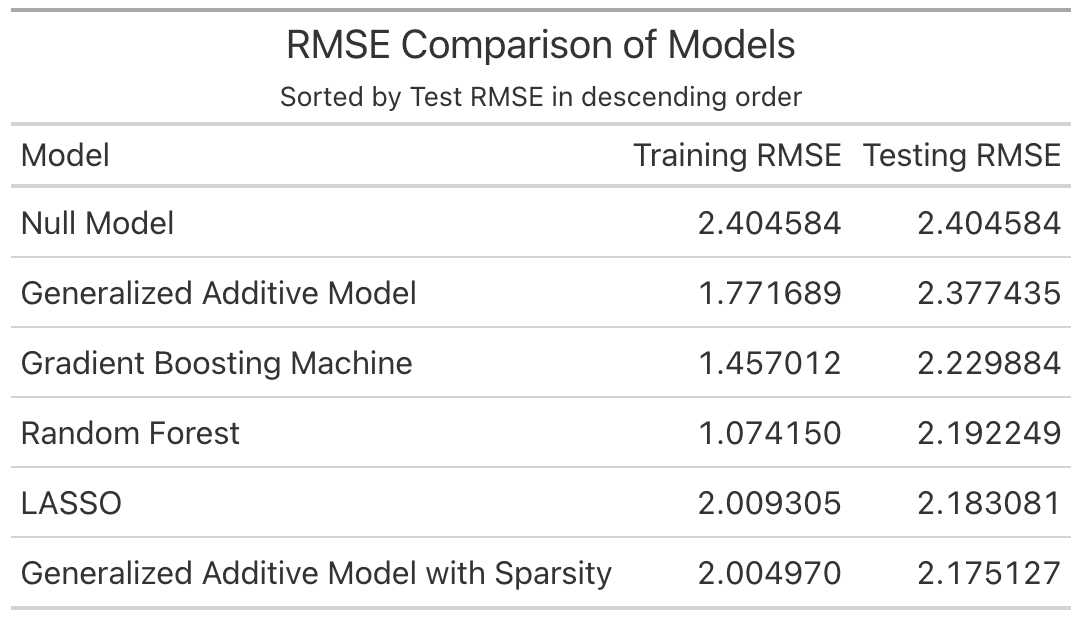 RMSE Comparison of Models
Sorted by Test RMSE in descending order
Model Training RMSE Testing RMSE
Null Model 2.404584 2.404584
Generalized Additive Model 1.771689 2.377435
Gradient Boosting Machine 1.457012 2.229884
Random Forest 1.074150 2.192249
LASSO 2.009305 2.183081
Generalized Additive Model with Sparsity 2.004970 2.175127